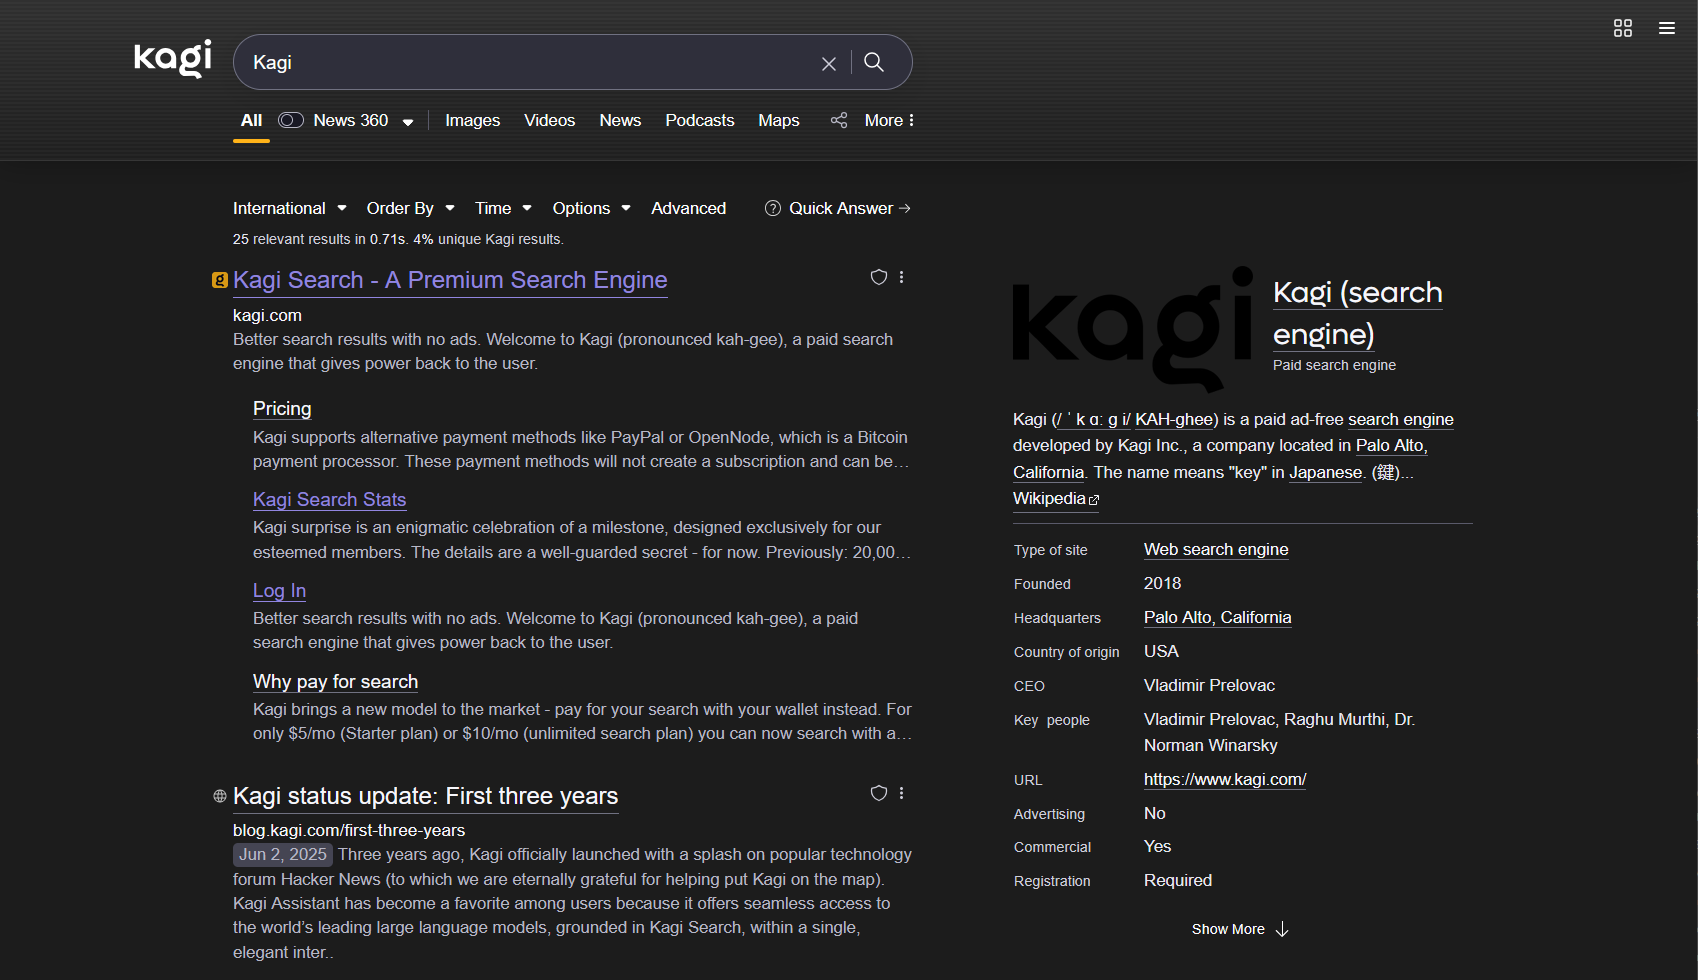 kagi
Kagi
All
News 360
Images
Videos
News
Podcasts
Maps
More
International
Order By
Time
Options
Advanced
Quick Answer
25 relevant results in 0.71s. 4% unique Kagi results.
Kagi Search - A Premium Search Engine
kagi.com
Better search results with no ads. Welcome to Kagi (pronounced kah-gee), a paid search
engine that gives power back to the user.
Pricing
Kagi supports alternative payment methods like PayPal or OpenNode, which is a Bitcoin
payment processor. These payment methods will not create a subscription and can be…
Kagi Search Stats
Kagi surprise is an enigmatic celebration of a milestone, designed exclusively for our
esteemed members. The details are a well-guarded secret - for now. Previously: 20,00…
Log In
Better search results with no ads. Welcome to Kagi (pronounced kah-gee), a paid
search engine that gives power back to the user.
Why pay for search
Kagi brings a new model to the market - pay for your search with your wallet instead. For
only $5/mo (Starter plan) or $10/mo (unlimited search plan) you can now search with a…
Kagi status update: First three years
blog.kagi.com/first-three-years
Jun 2, 2025 Three years ago, Kagi officially launched with a splash on popular technology
forum Hacker News (to which we are eternally grateful for helping put Kagi on the map).
Kagi Assistant has become a favorite among users because it offers seamless access to
the world’s leading large language models, grounded in Kagi Search, within a single,
elegant inter..
kagi
Kagi (search
engine)
Paid search engine
Kagi (/ ˈ k ɑː ɡ i/ KAH-ghee) is a paid ad-free search engine
developed by Kagi Inc., a company located in Palo Alto,
California. The name means "key" in Japanese. (鍵)...
Wikipedia
Type of site Web search engine
Founded 2018
Headquarters Palo Alto, California
Country of origin USA
CEO Vladimir Prelovac
Key people Vladimir Prelovac, Raghu Murthi, Dr.
Norman Winarsky
URL https://www.kagi.com/
Advertising No
Commercial Yes
Registration Required
Show More